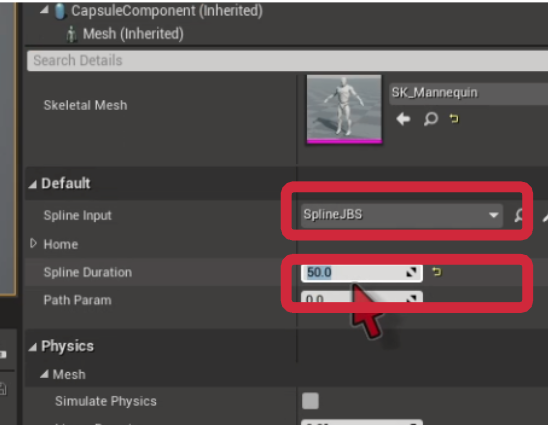 CapsuleComponent (Inherited)
Mesh (Inherited)
Search Details
Skeletal Mesh
SK_Mannequin
Default
Spline Input
SplineJBS
Home
Spline Duration
50.0
Path Param
0.0
Physics
Mesh
Simulate Physics